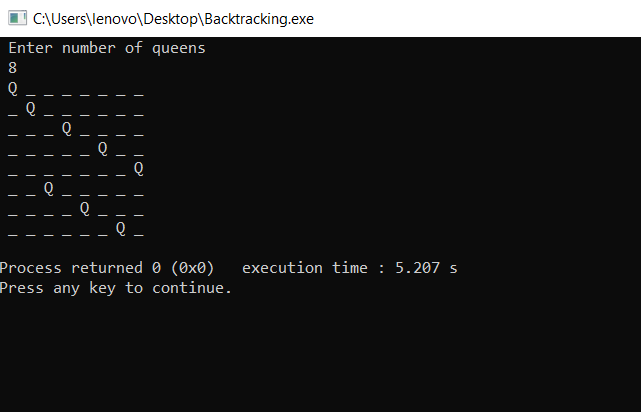 C:\Users\lenovo\Desktop\Backtracking.exe
Enter number of queens
8
Q _ _ _ _ _ _ _
_ Q _ _ _ _ _ _
_ _ _ Q _ _ _ _
_ _ _ _ _ Q _ _
_ _ _ _ _ _ _ Q
_ _ Q _ _ _ _ _
_ _ _ _ Q _ _ _
_ _ _ _ _ _ Q _
Process returned 0 (0x0)   execution time : 5.207 s
Press any key to continue.